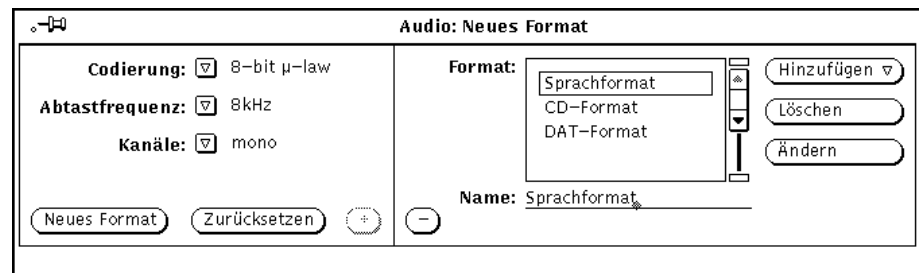 Audio: Neues Format
Codierung: 8-bit µ-law
Abtastfrequenz: 8kHz
Kanäle: mono
Neues Format Zurücksetzen + −
Format:
Sprachformat
CD-Format
DAT-Format
Hinzufügen
Löschen
Ändern
Name: Sprachformat